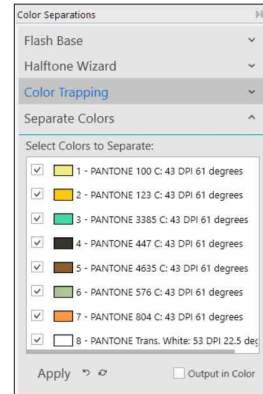 Color Separations
Flash Base
Halftone Wizard
Color Trapping
Separate Colors
Select Colors to Separate:
1 - PANTONE 100 C: 43 DPI 61 degrees
2 - PANTONE 123 C: 43 DPI 61 degrees
3 - PANTONE 3385 C: 43 DPI 61 degrees
4 - PANTONE 447 C: 43 DPI 61 degrees
5 - PANTONE 4635 C: 43 DPI 61 degrees
6 - PANTONE 576 C: 43 DPI 61 degrees
7 - PANTONE 804 C: 43 DPI 61 degrees
8 - PANTONE Trans. White: 53 DPI 22.5 deg
Apply Output in Color